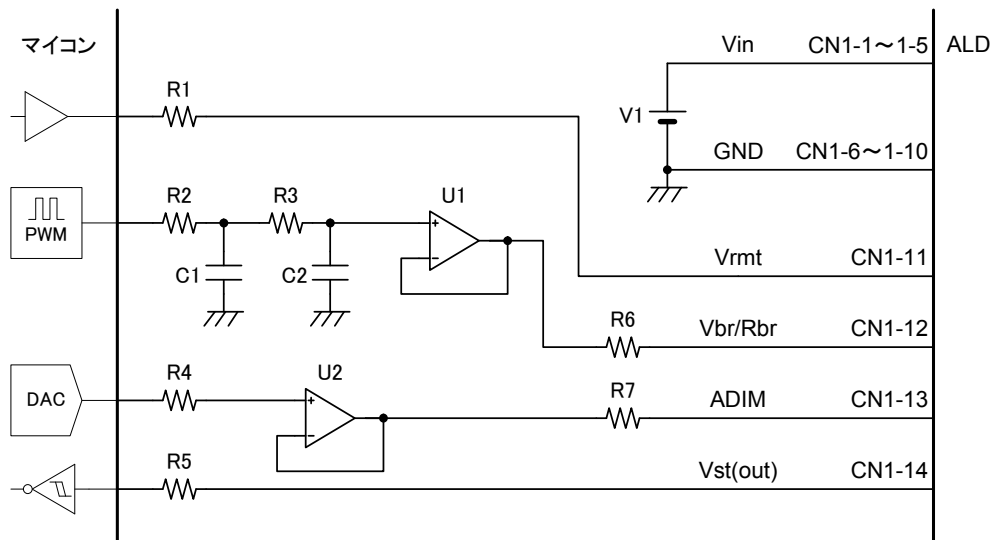 マイコン
Vin CN1-1～1-5 ALD
R1
V1
GND CN1-6～1-10
R2 R3 U1
PWM
C1 C2
Vrmt CN1-11
R6 Vbr/Rbr CN1-12
R4 U2 R7 ADIM CN1-13
DAC
R5 Vst(out) CN1-14